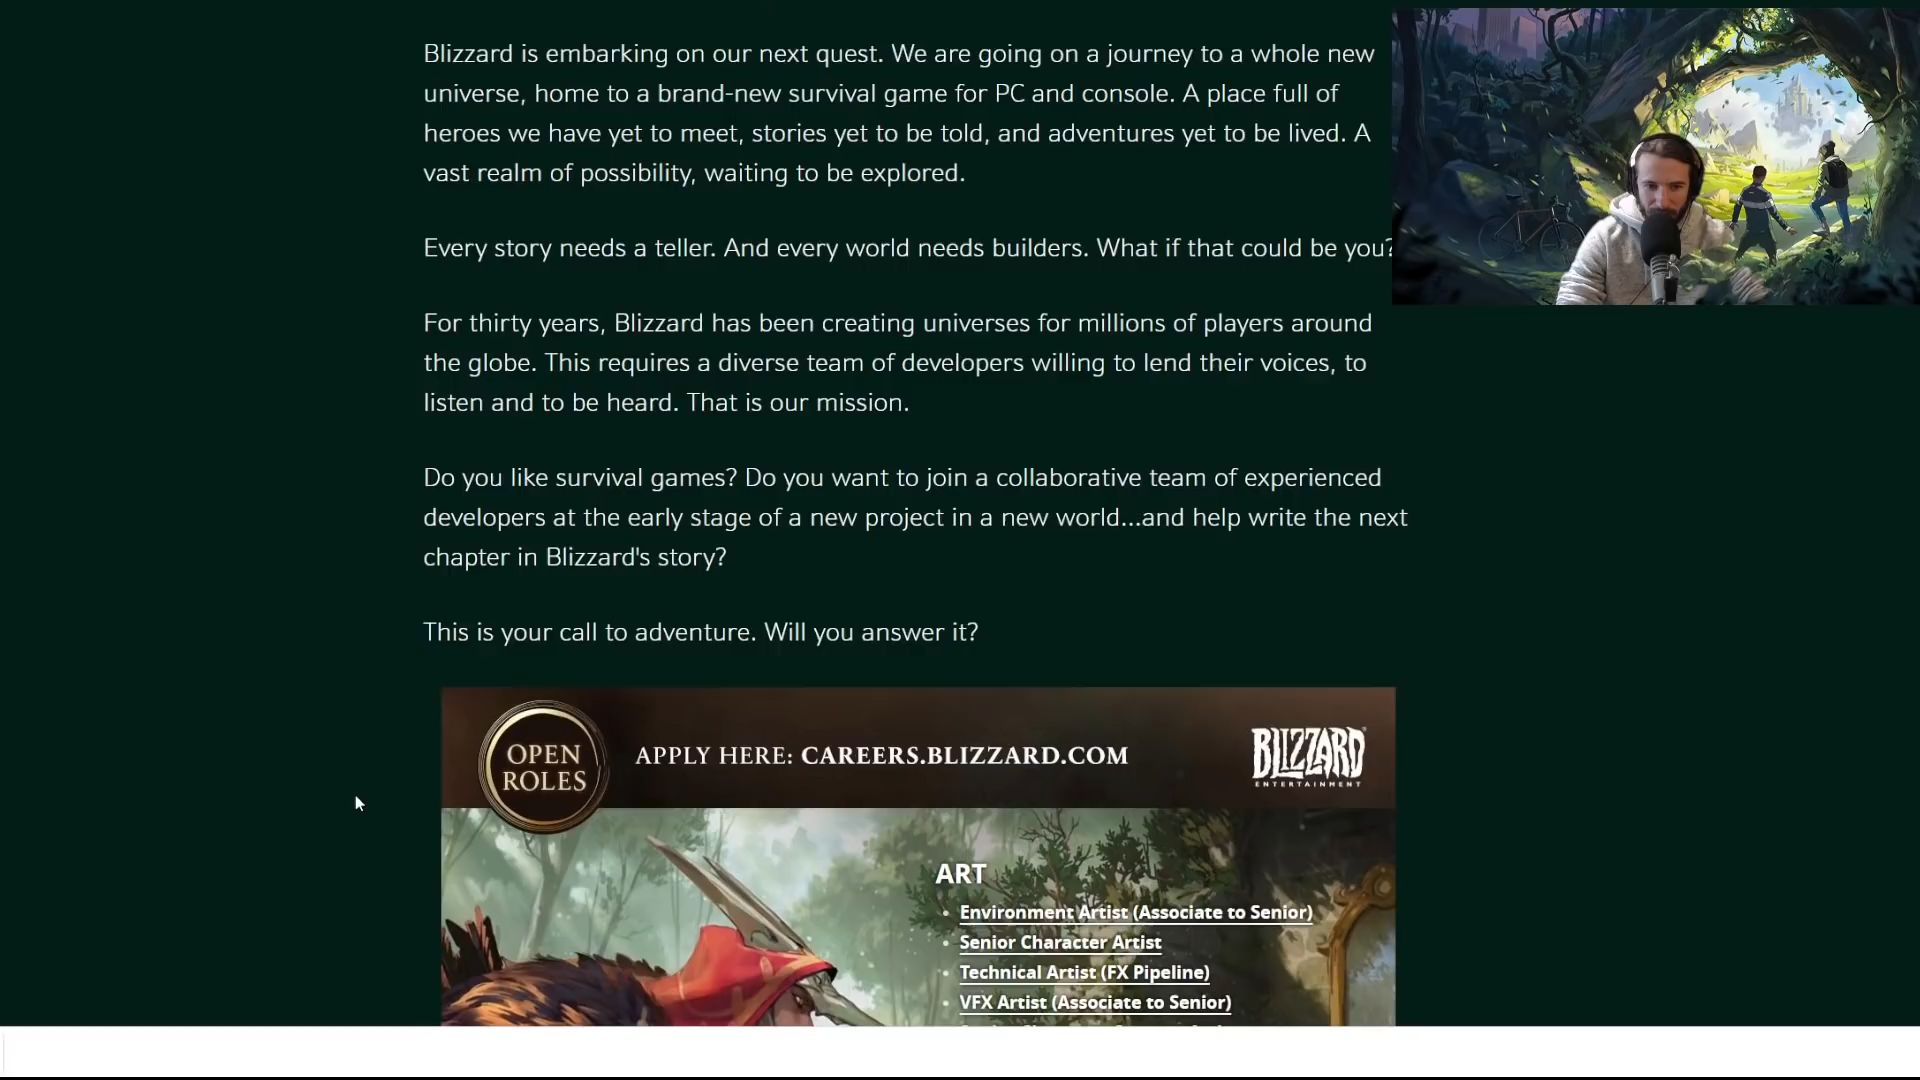 Blizzard is embarking on our next quest. We are going on a journey to a whole new
universe, home to a brand-new survival game for PC and console. A place full of
heroes we have yet to meet, stories yet to be told, and adventures yet to be lived. A
vast realm of possibility, waiting to be explored.
Every story needs a teller. And every world needs builders. What if that could be you?
For thirty years, Blizzard has been creating universes for millions of players around
the globe. This requires a diverse team of developers willing to lend their voices, to
listen and to be heard. That is our mission.
Do you like survival games? Do you want to join a collaborative team of experienced
developers at the early stage of a new project in a new world...and help write the next
chapter in Blizzard's story?
This is your call to adventure. Will you answer it?
OPEN
ROLES
APPLY HERE: CAREERS.BLIZZARD.COM
BLIZZARD
ENTERTAINMENT
ART
• Environment Artist (Associate to Senior)
• Senior Character Artist
• Technical Artist (FX Pipeline)
• VFX Artist (Associate to Senior)